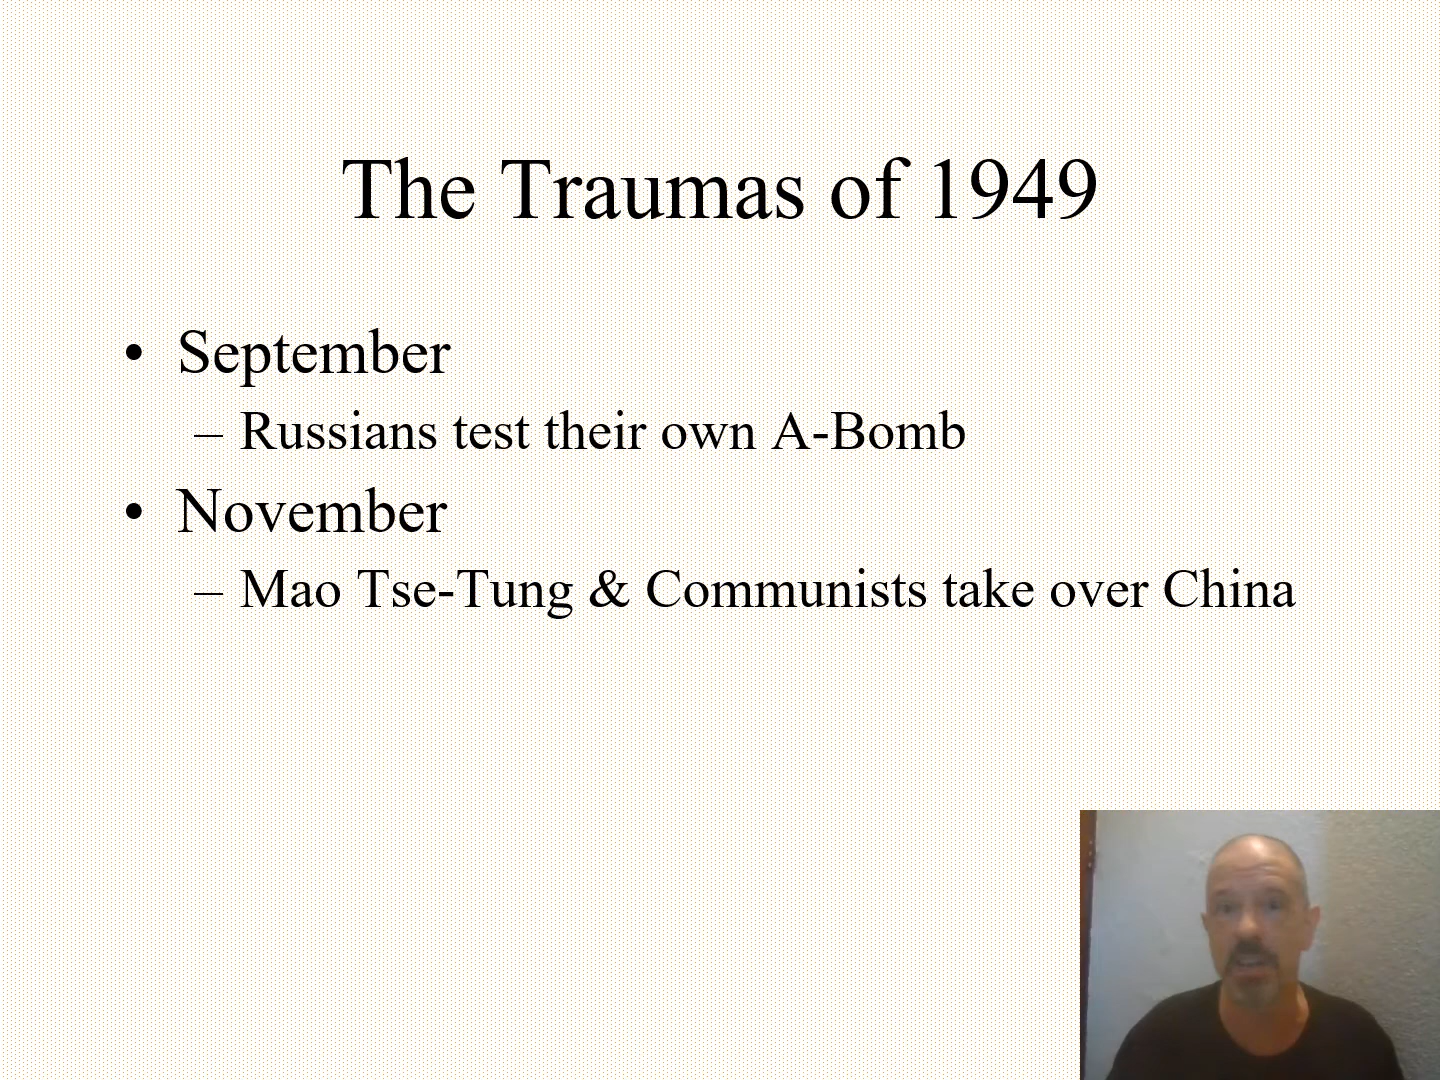 The Traumas of 1949
• September
– Russians test their own A-Bomb
• November
– Mao Tse-Tung & Communists take over China